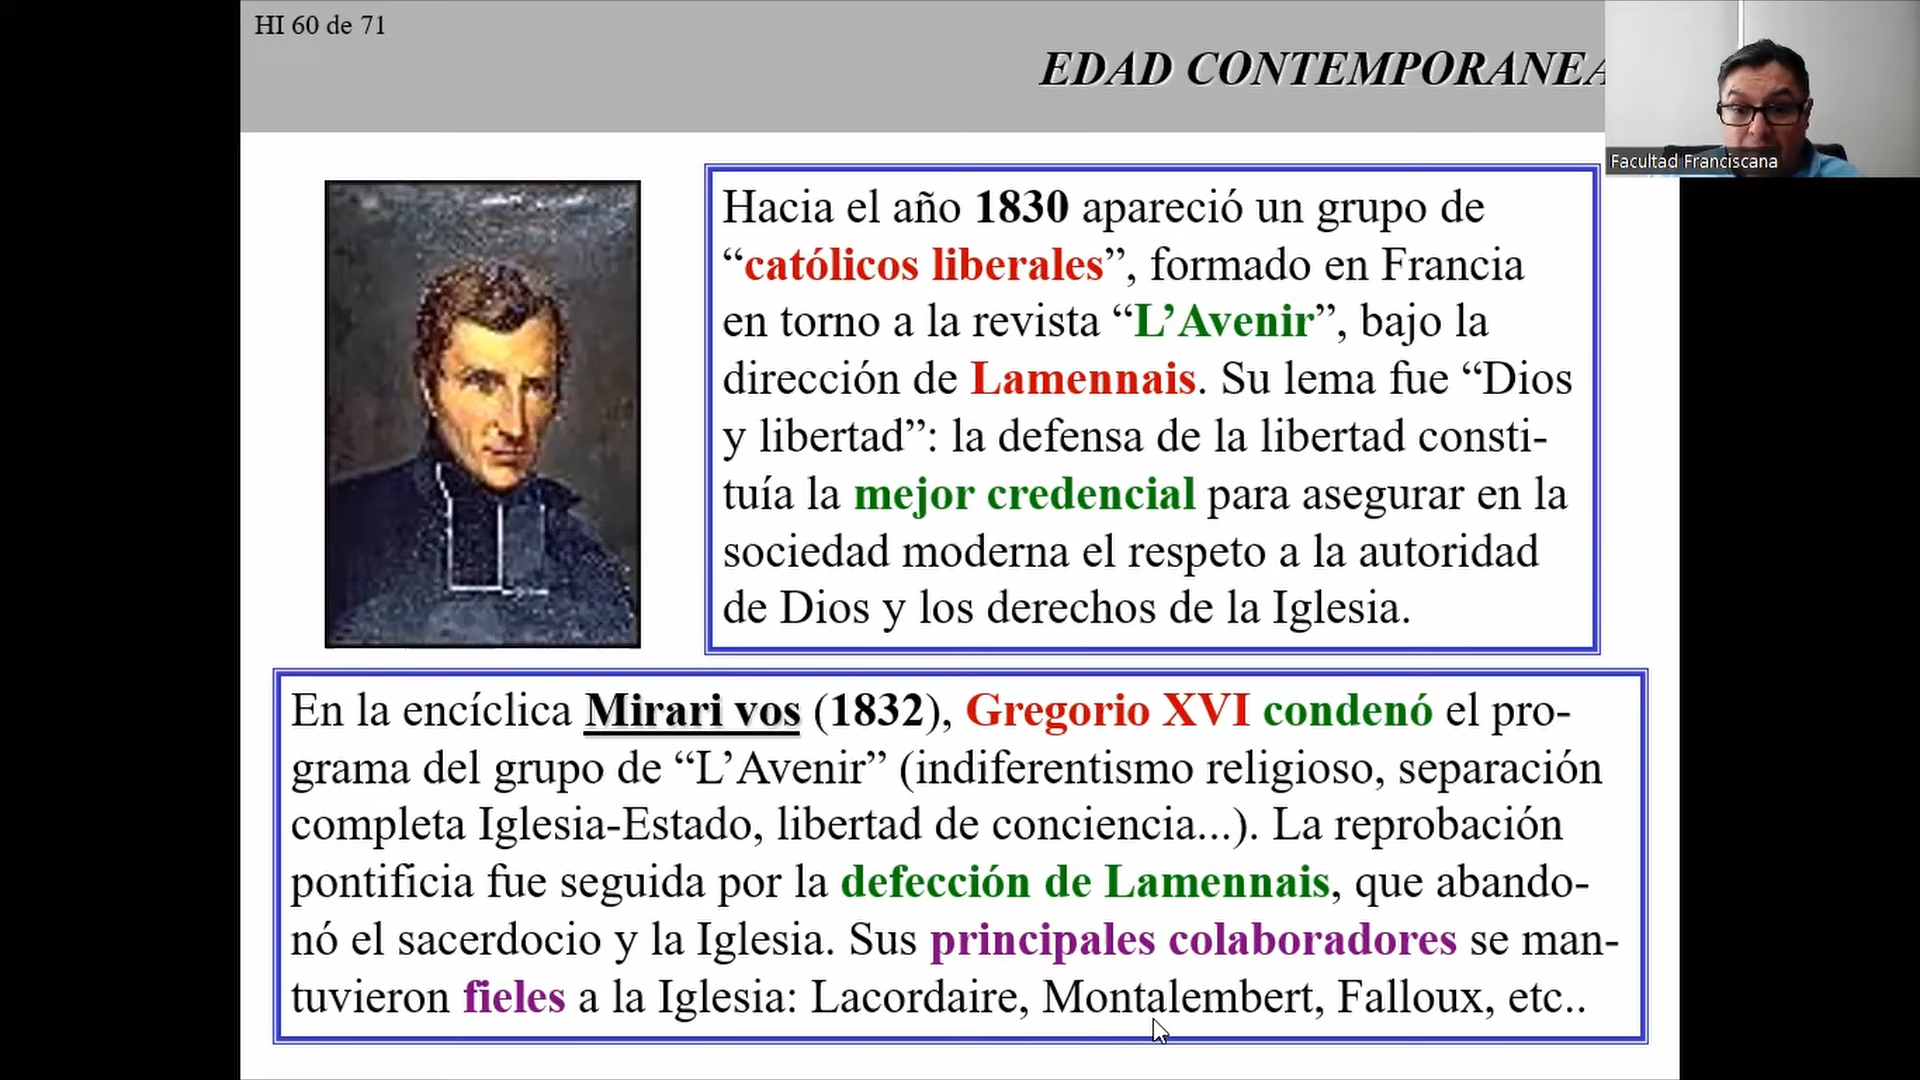 HI 60 de 71
EDAD CONTEMPORANEA
Facultad Franciscana
Hacia el año 1830 apareció un grupo de
“católicos liberales”, formado en Francia
en torno a la revista “L’Avenir”, bajo la
dirección de Lamennais. Su lema fue “Dios
y libertad”: la defensa de la libertad consti-
tuía la mejor credencial para asegurar en la
sociedad moderna el respeto a la autoridad
de Dios y los derechos de la Iglesia.
En la encíclica Mirari vos (1832), Gregorio XVI condenó el pro-
grama del grupo de “L’Avenir” (indiferentismo religioso, separación
completa Iglesia-Estado, libertad de conciencia...). La reprobación
pontificia fue seguida por la defección de Lamennais, que abando-
nó el sacerdocio y la Iglesia. Sus principales colaboradores se man-
tuvieron fieles a la Iglesia: Lacordaire, Montalembert, Falloux, etc..